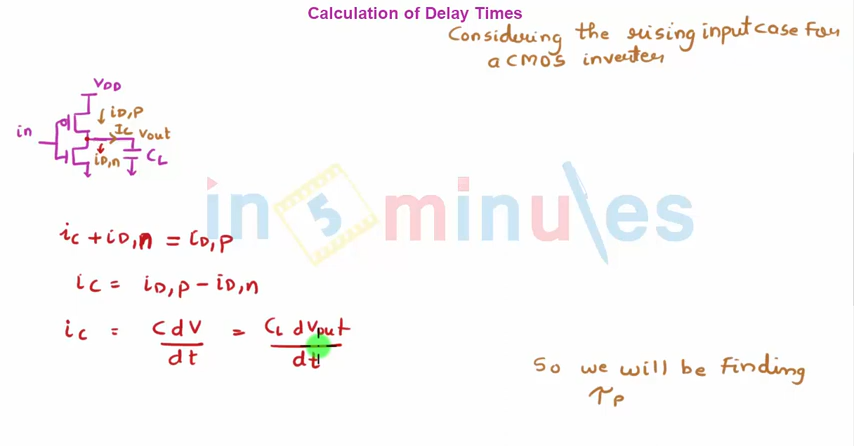 Calculation of Delay Times
Considering the rising input case for
a CMOS inverter
VDD
iD,P
in
Ic Vout
iD,n
CL
in 5 minutes
ic + iD,n = iD,p
ic = iD,p - iD,n
ic = C dV / dt = CL dVout / dt
So we will be finding
τp